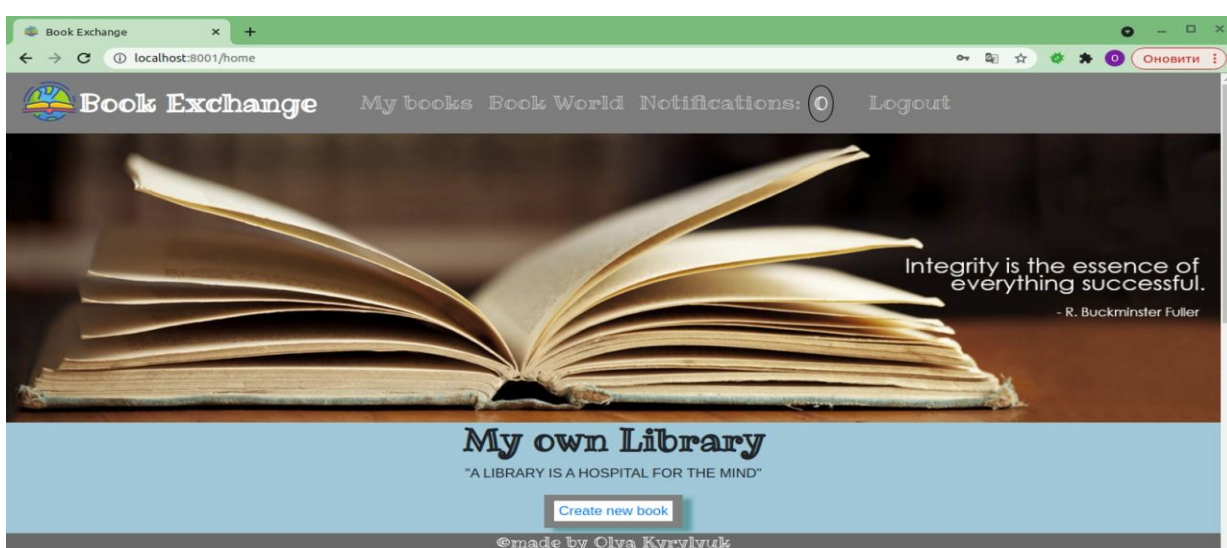 Book Exchange
localhost:8001/home
Оновити
Book Exchange My books Book World Notifications: 0 Logout
Integrity is the essence of
everything successful.
- R. Buckminster Fuller
My own Library
"A LIBRARY IS A HOSPITAL FOR THE MIND"
Create new book
©made by Olya Kyrylyuk